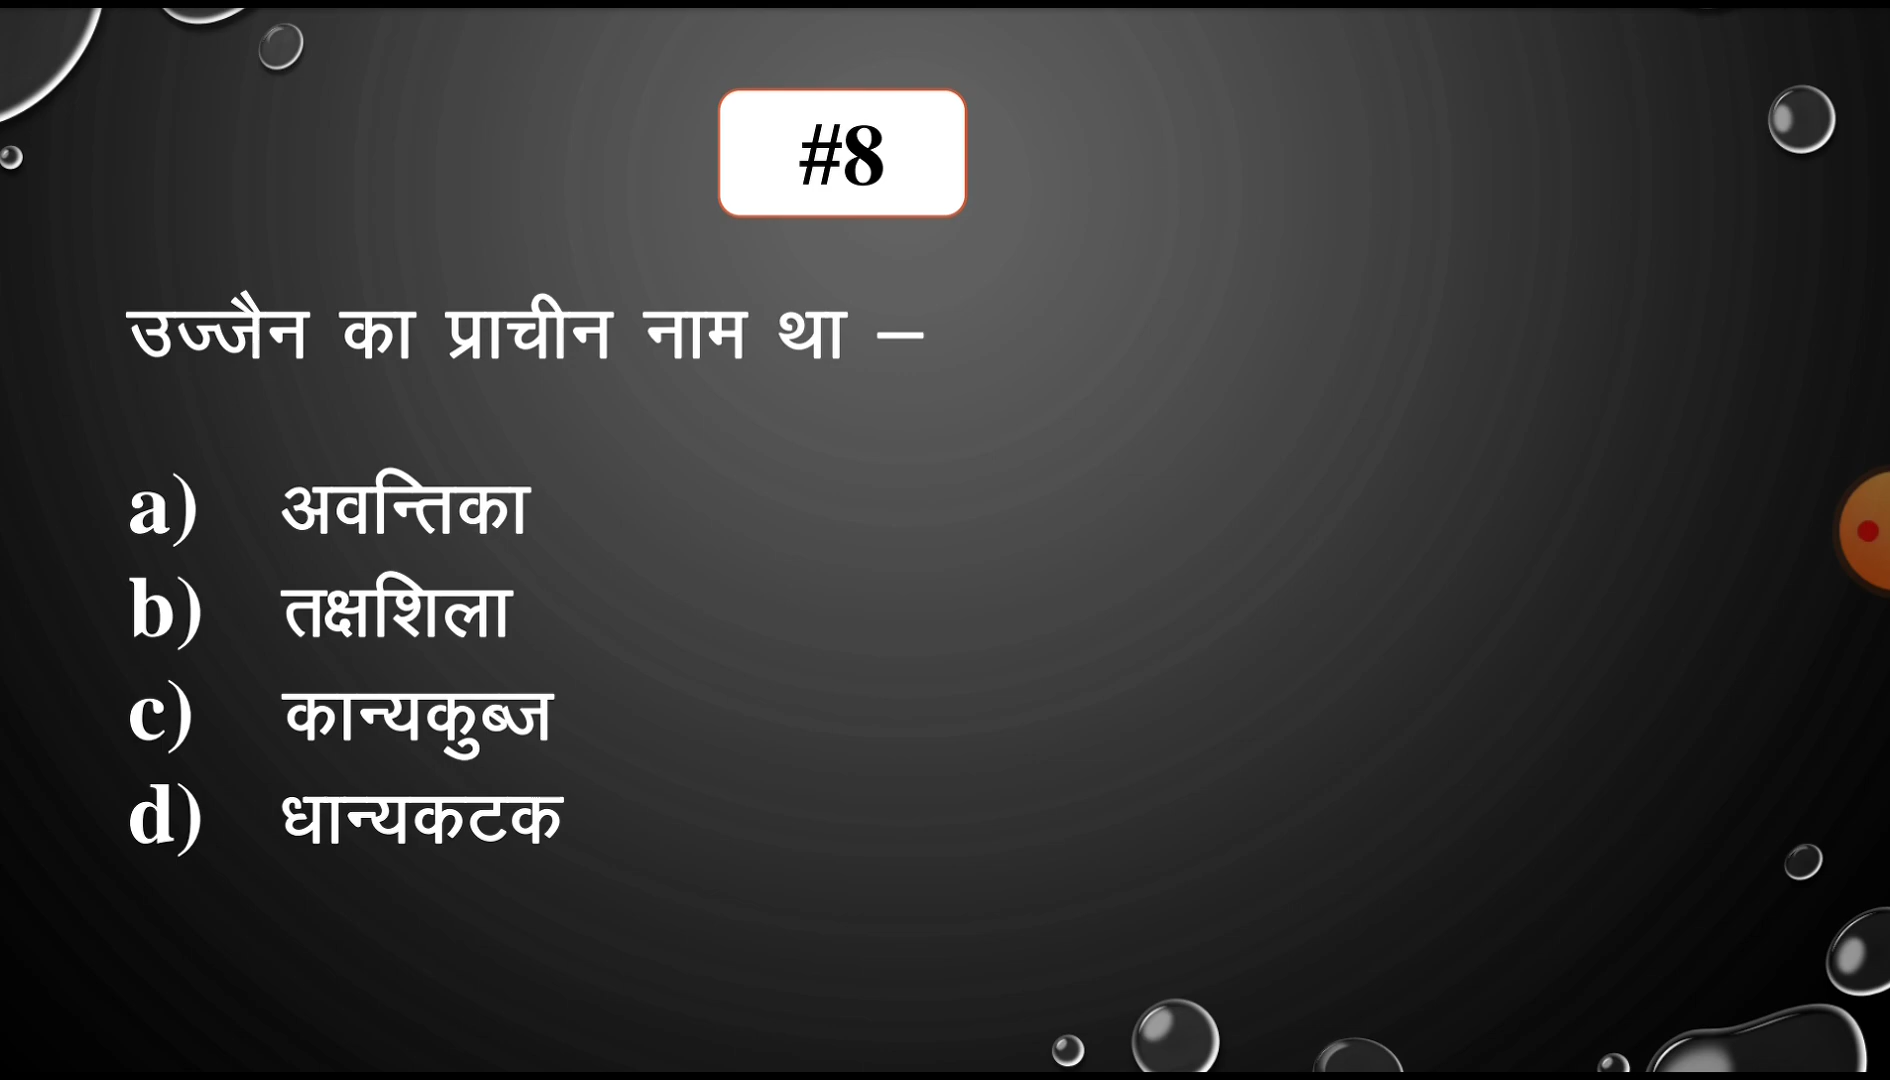 #8
उज्जैन का प्राचीन नाम था –
a) अवन्तिका
b) तक्षशिला
c) कान्यकुब्ज
d) धान्यकटक